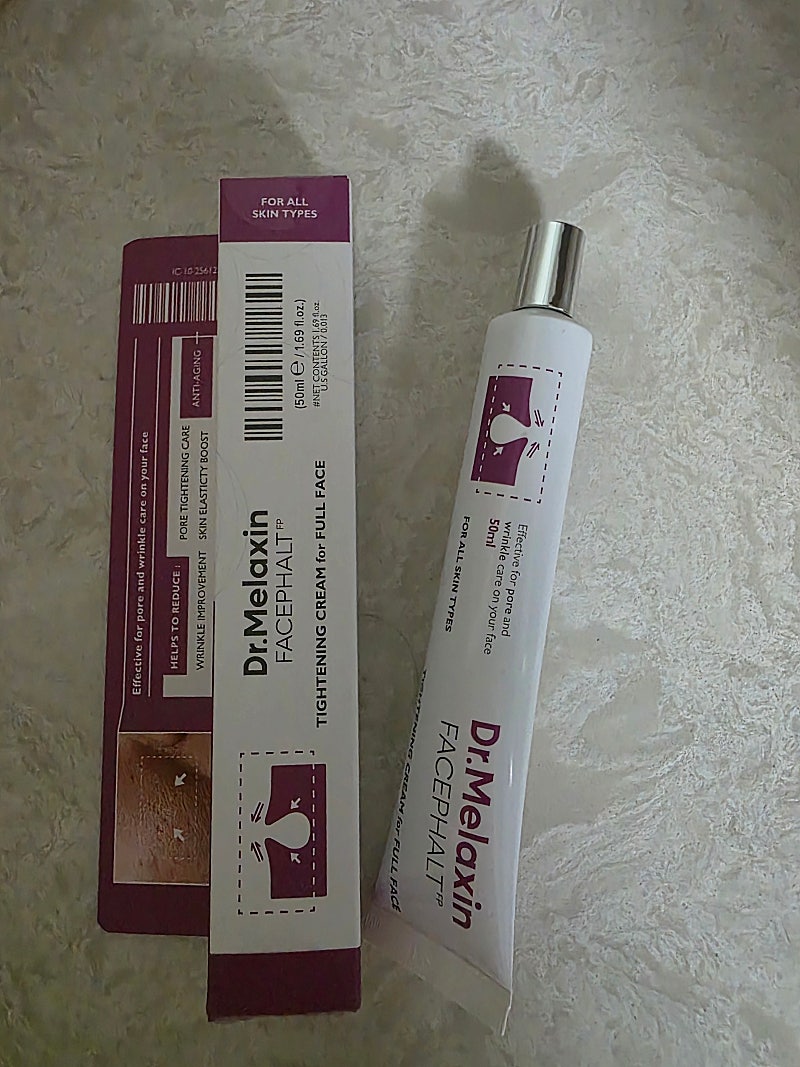 FOR ALL
SKIN TYPES
(50ml ℮ / 1.69 fl.oz.)
#NET CONTENTS 1.69 fl.oz.
U.S GALLON / 0.013
Dr.Melaxin
FACEPHALT FP
TIGHTENING CREAM for FULL FACE
Effective for pore and wrinkle care on your face
HELPS TO REDUCE :
PORE TIGHTENING CARE
ANTI-AGING
WRINKLE IMPROVEMENT
SKIN ELASTICTY BOOST
Effective for pore and
wrinkle care on your face
50ml
FOR ALL SKIN TYPES
Dr.Melaxin
FACEPHALT FP
TIGHTENING CREAM for FULL FACE